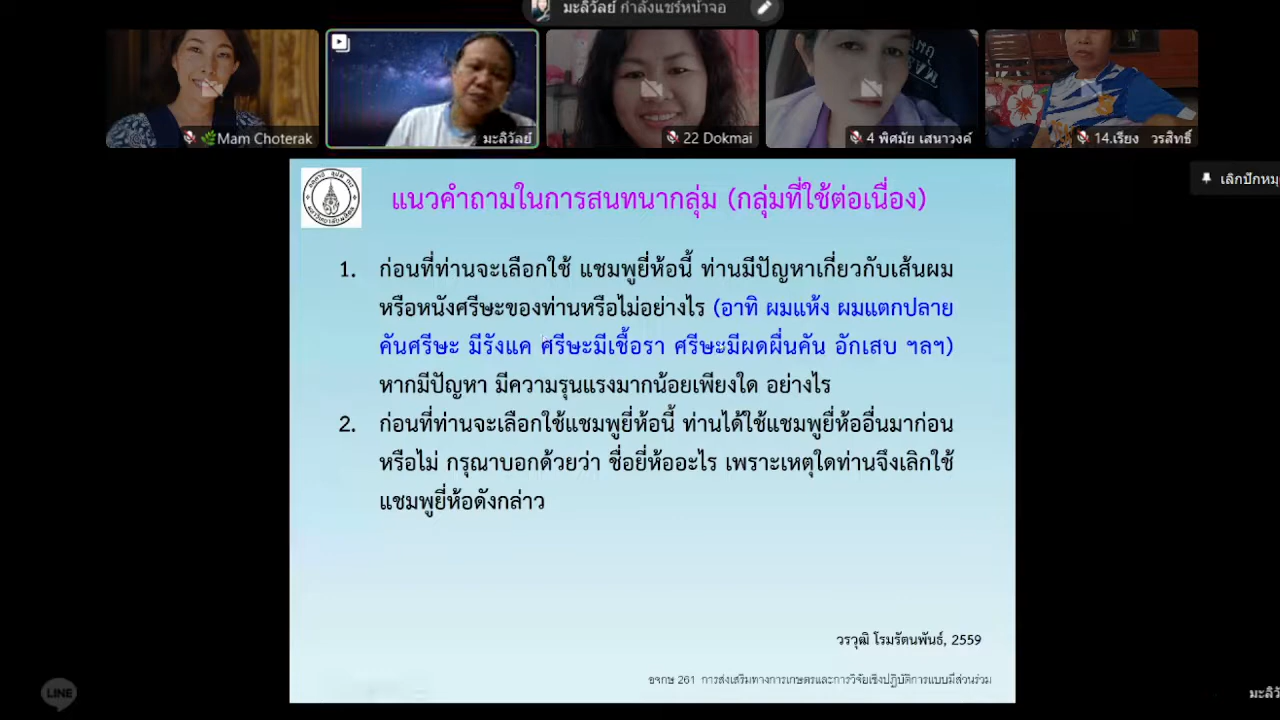 มะลิวัลย์ กำลังแชร์หน้าจอ
Mam Choterak
มะลิวัลย์
22 Dokmai
4 พิศมัย เสนาวงค์
14.เรียง วรสิทธิ์
เลิกปักหมุ
แนวคำถามในการสนทนากลุ่ม (กลุ่มที่ใช้ต่อเนื่อง)
1. ก่อนที่ท่านจะเลือกใช้ แชมพูยี่ห้อนี้ ท่านมีปัญหาเกี่ยวกับเส้นผม
หรือหนังศรีษะของท่านหรือไม่อย่างไร (อาทิ ผมแห้ง ผมแตกปลาย
คันศรีษะ มีรังแค ศรีษะมีเชื้อรา ศรีษะมีผดผื่นคัน อักเสบ ฯลฯ)
หากมีปัญหา มีความรุนแรงมากน้อยเพียงใด อย่างไร
2. ก่อนที่ท่านจะเลือกใช้แชมพูยี่ห้อนี้ ท่านได้ใช้แชมพูยี่ห้ออื่นมาก่อน
หรือไม่ กรุณาบอกด้วยว่า ชื่อยี่ห้ออะไร เพราะเหตุใดท่านจึงเลิกใช้
แชมพูยี่ห้อดังกล่าว
วรวุฒิ โรมรัตนพันธ์, 2559
อจกษ 261 การส่งเสริมทางการเกษตรและการวิจัยเชิงปฏิบัติการแบบมีส่วนร่วม
LINE
มะลิวั